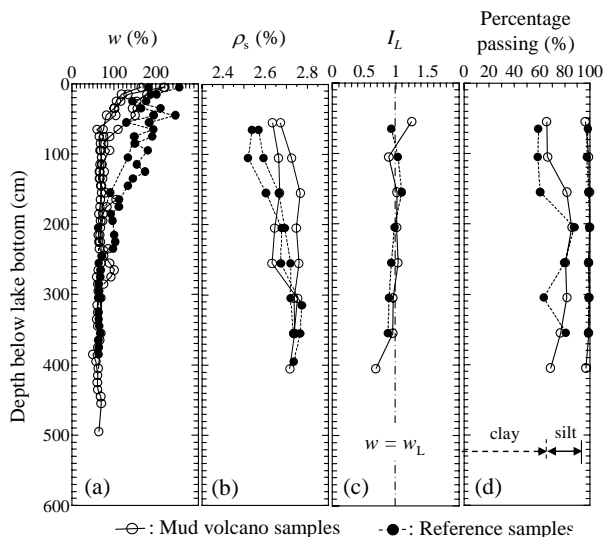 Percentage
passing (%)
w (%)
ρs (%)
IL
0 100 200
2.4 2.6 2.8
0 0.5 1 1.5
0 20 40 60 80 100
0
100
200
300
400
500
600
Depth below lake bottom (cm)
w = wL
clay
silt
(a)
(b)
(c)
(d)
: Mud volcano samples
: Reference samples